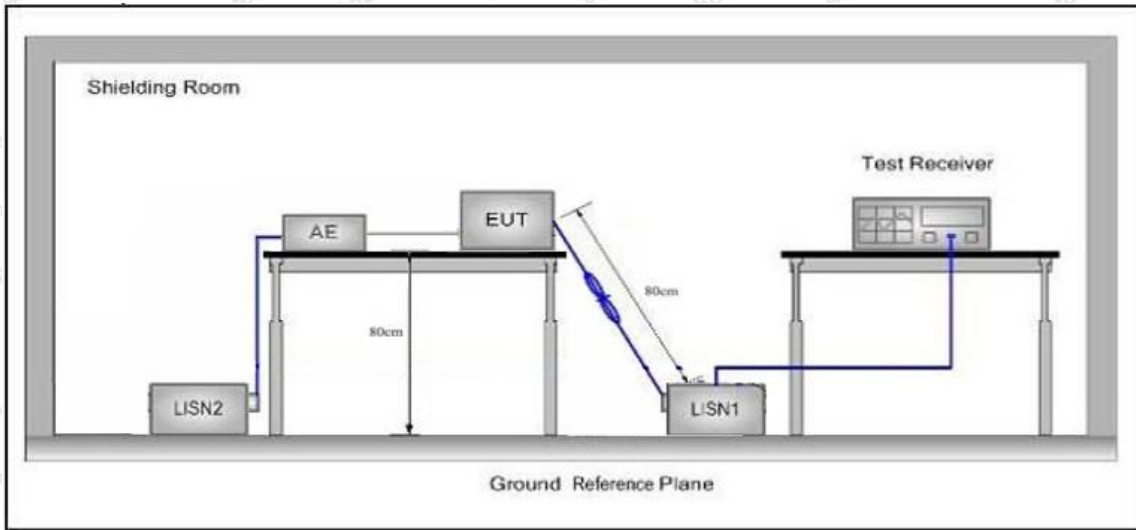 Shielding Room
Test Receiver
AE
EUT
80cm
80cm
LISN2
LISN1
Ground Reference Plane